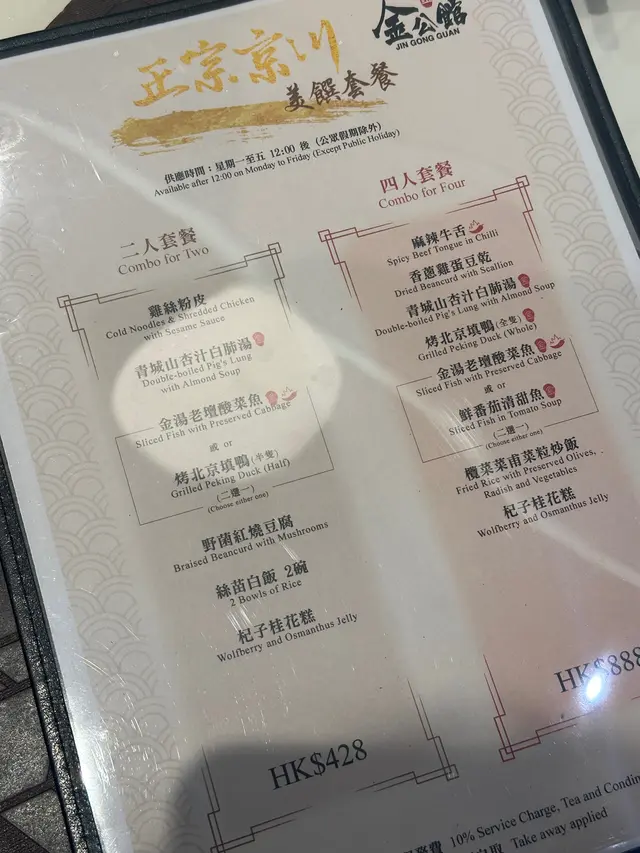 金公館
JIN GONG GUAN
正宗京川
美饌套餐
供應時間：星期一至五 12:00 後（公眾假期除外）
Available after 12:00 on Monday to Friday (Except Public Holiday)
二人套餐
Combo for Two
雞絲粉皮
Cold Noodles & Shredded Chicken
with Sesame Sauce
青城山杏汁白肺湯
Double-boiled Pig's Lung
with Almond Soup
金湯老壇酸菜魚
Sliced Fish with Preserved Cabbage
或 or
烤北京填鴨(半隻)
Grilled Peking Duck (Half)
(二選一)
(Choose either one)
野菌紅燒豆腐
Braised Beancurd with Mushrooms
絲苗白飯 2碗
2 Bowls of Rice
杞子桂花糕
Wolfberry and Osmanthus Jelly
HK$428
四人套餐
Combo for Four
麻辣牛舌
Spicy Beef Tongue in Chilli
香蔥雞蛋豆乾
Dried Beancurd with Scallion
青城山杏汁白肺湯
Double-boiled Pig's Lung with Almond Soup
烤北京填鴨(全隻)
Grilled Peking Duck (Whole)
金湯老壇酸菜魚
Sliced Fish with Preserved Cabbage
或 or
鮮番茄清甜魚
Sliced Fish in Tomato Soup
(二選一)
(Choose either one)
欖菜菜甫菜粒炒飯
Fried Rice with Preserved Olives,
Radish and Vegetables
杞子桂花糕
Wolfberry and Osmanthus Jelly
HK$888
10% Service Charge, Tea and Condim
Take away applied